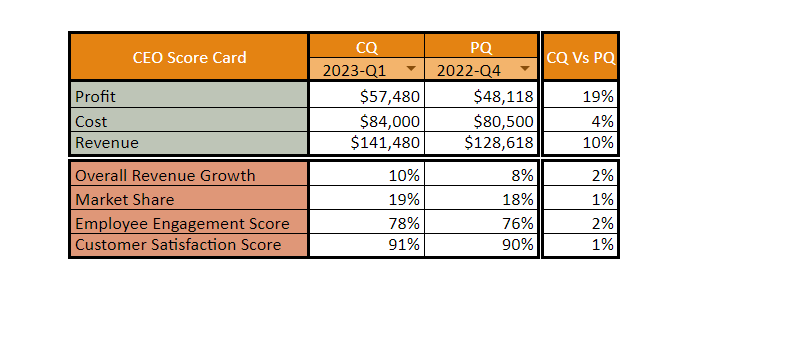 CEO Score Card CQ PQ CQ Vs PQ
2023-Q1 2022-Q4
Profit $57,480 $48,118 19%
Cost $84,000 $80,500 4%
Revenue $141,480 $128,618 10%
Overall Revenue Growth 10% 8% 2%
Market Share 19% 18% 1%
Employee Engagement Score 78% 76% 2%
Customer Satisfaction Score 91% 90% 1%